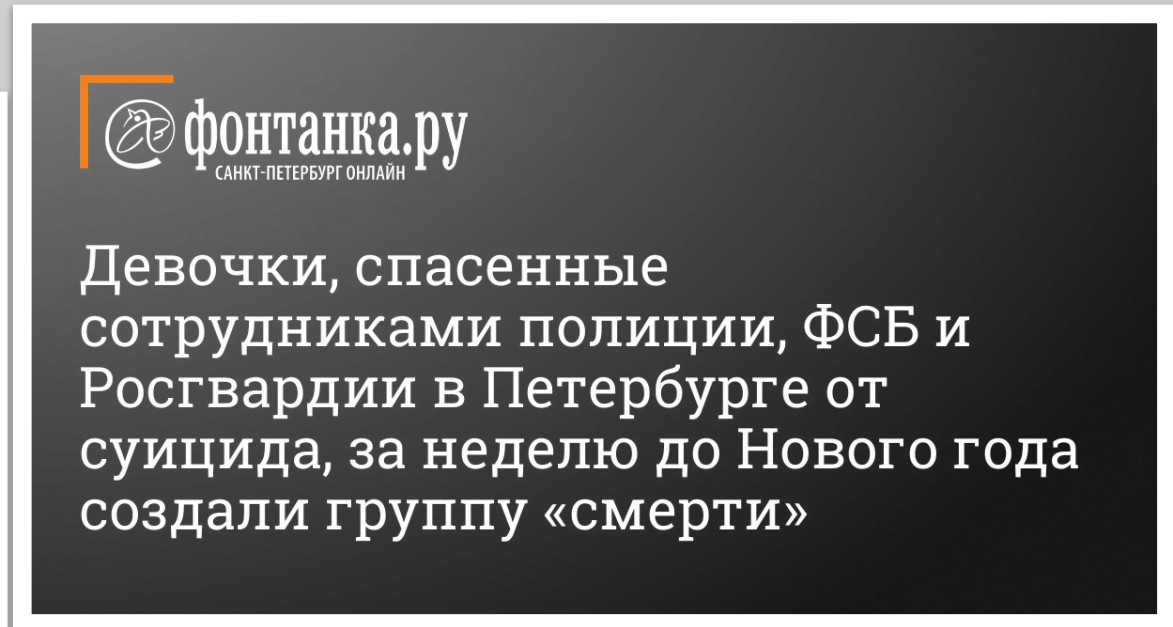 фонтанка.ру
САНКТ-ПЕТЕРБУРГ ОНЛАЙН
Девочки, спасенные
сотрудниками полиции, ФСБ и
Росгвардии в Петербурге от
суицида, за неделю до Нового года
создали группу «смерти»